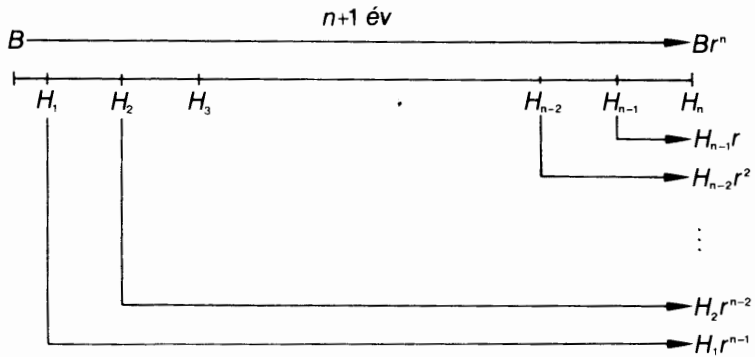 n+1 év
B Brⁿ
H₁ H₂ H₃ Hₙ₋₂ Hₙ₋₁ Hₙ
Hₙ₋₁r
Hₙ₋₂r²
⋮
H₂rⁿ⁻²
H₁rⁿ⁻¹